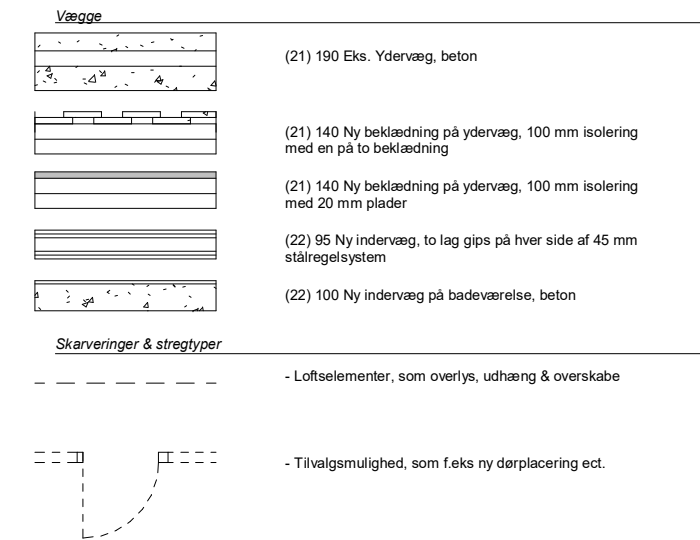 Vægge
(21) 190 Eks. Ydervæg, beton
(21) 140 Ny beklædning på ydervæg, 100 mm isolering
med en på to beklædning
(21) 140 Ny beklædning på ydervæg, 100 mm isolering
med 20 mm plader
(22) 95 Ny indervæg, to lag gips på hver side af 45 mm
stålregelsystem
(22) 100 Ny indervæg på badeværelse, beton
Skarveringer & stregtyper
- Loftselementer, som overlys, udhæng & overskabe
- Tilvalgsmulighed, som f.eks ny dørplacering ect.